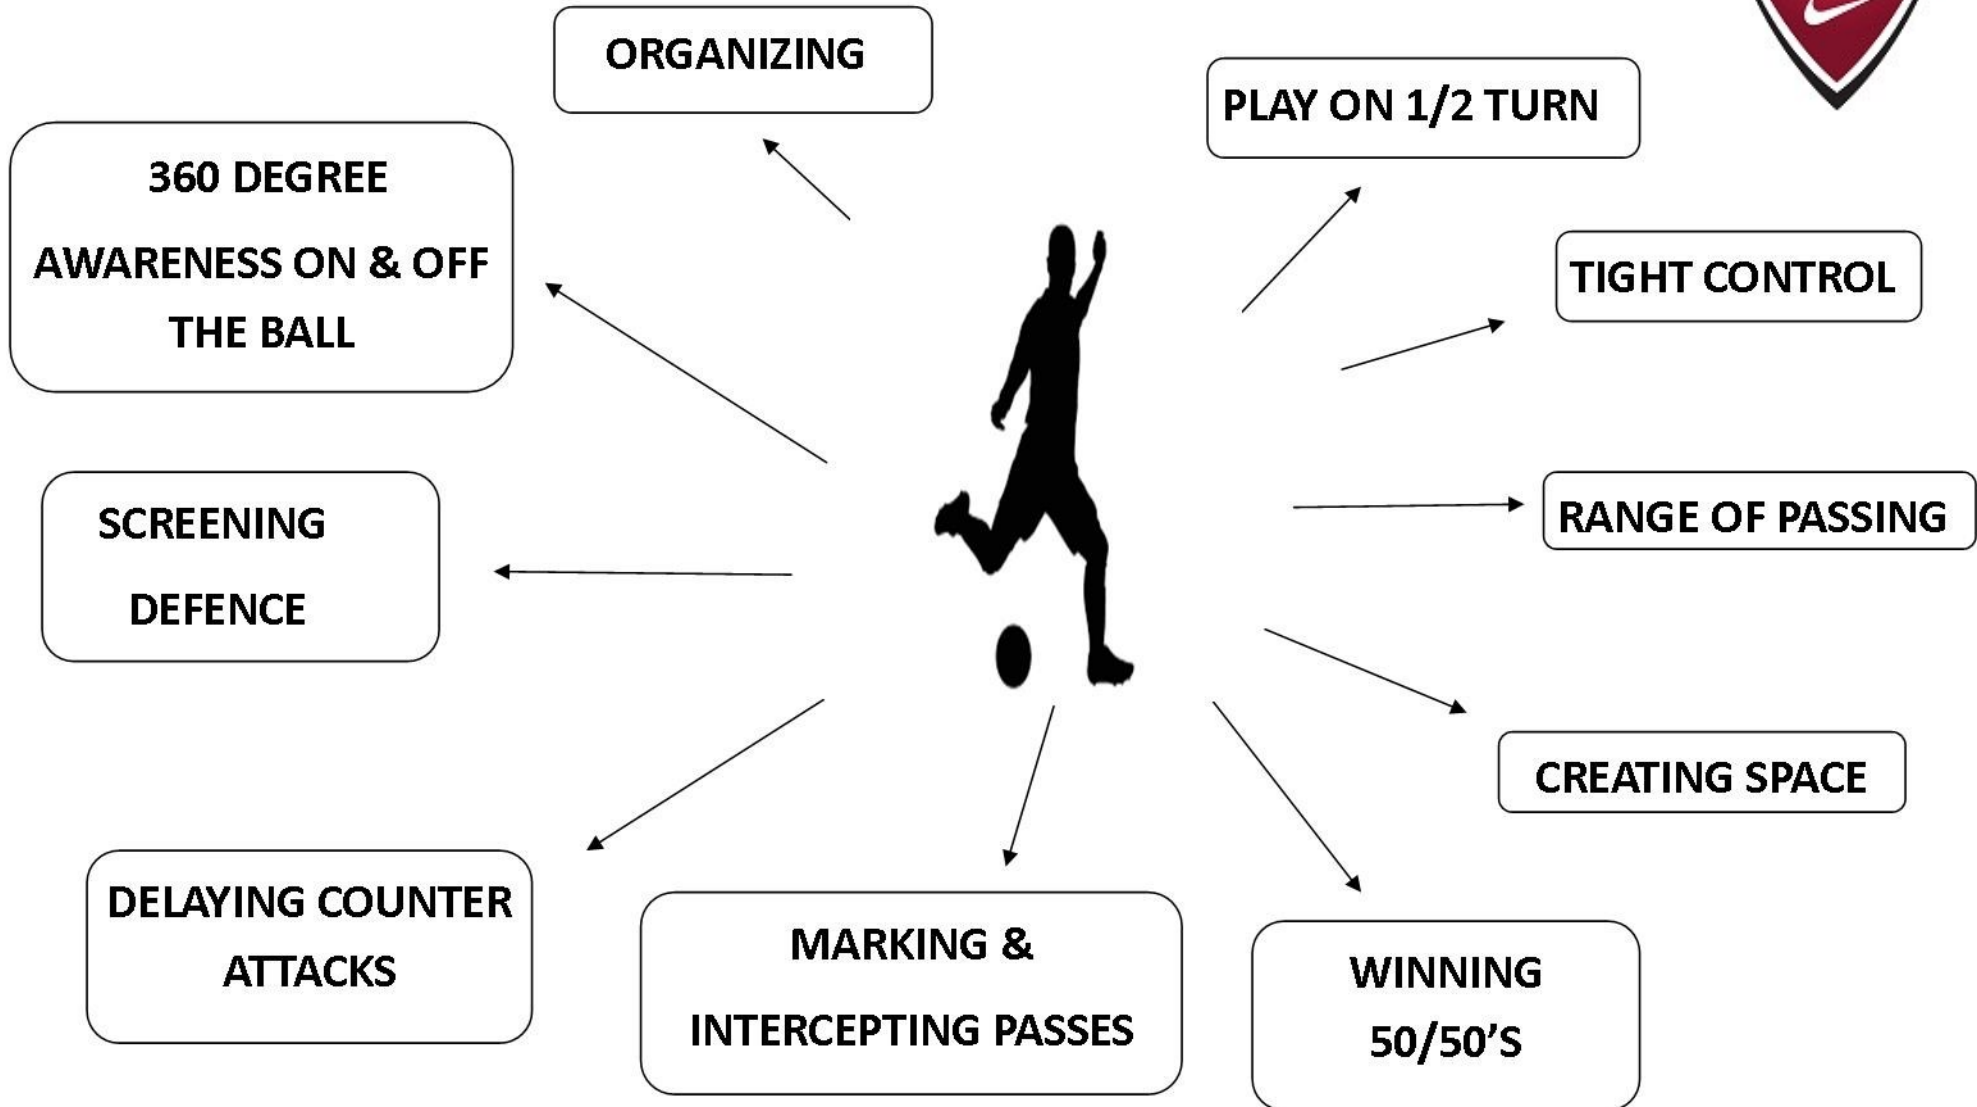 ORGANIZING
PLAY ON 1/2 TURN
360 DEGREE
AWARENESS ON & OFF
THE BALL
TIGHT CONTROL
SCREENING
DEFENCE
RANGE OF PASSING
CREATING SPACE
DELAYING COUNTER
ATTACKS
MARKING &
INTERCEPTING PASSES
WINNING
50/50’S